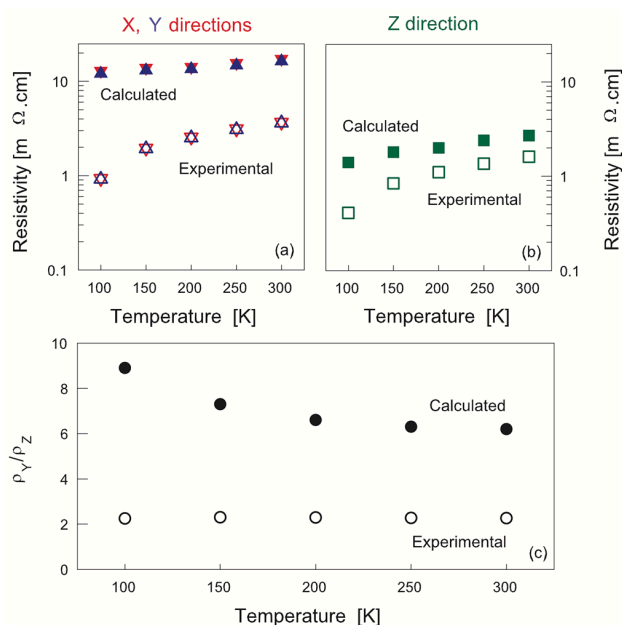 X, Y directions
Z direction
Resistivity [m Ω.cm]
10
1
0.1
Calculated
Experimental
(a)
100 150 200 250 300
Temperature [K]
Calculated
Experimental
(b)
10
1
0.1
Resistivity [m Ω.cm]
100 150 200 250 300
Temperature [K]
ρY/ρZ
10
8
6
4
2
0
Calculated
Experimental
(c)
100 150 200 250 300
Temperature [K]